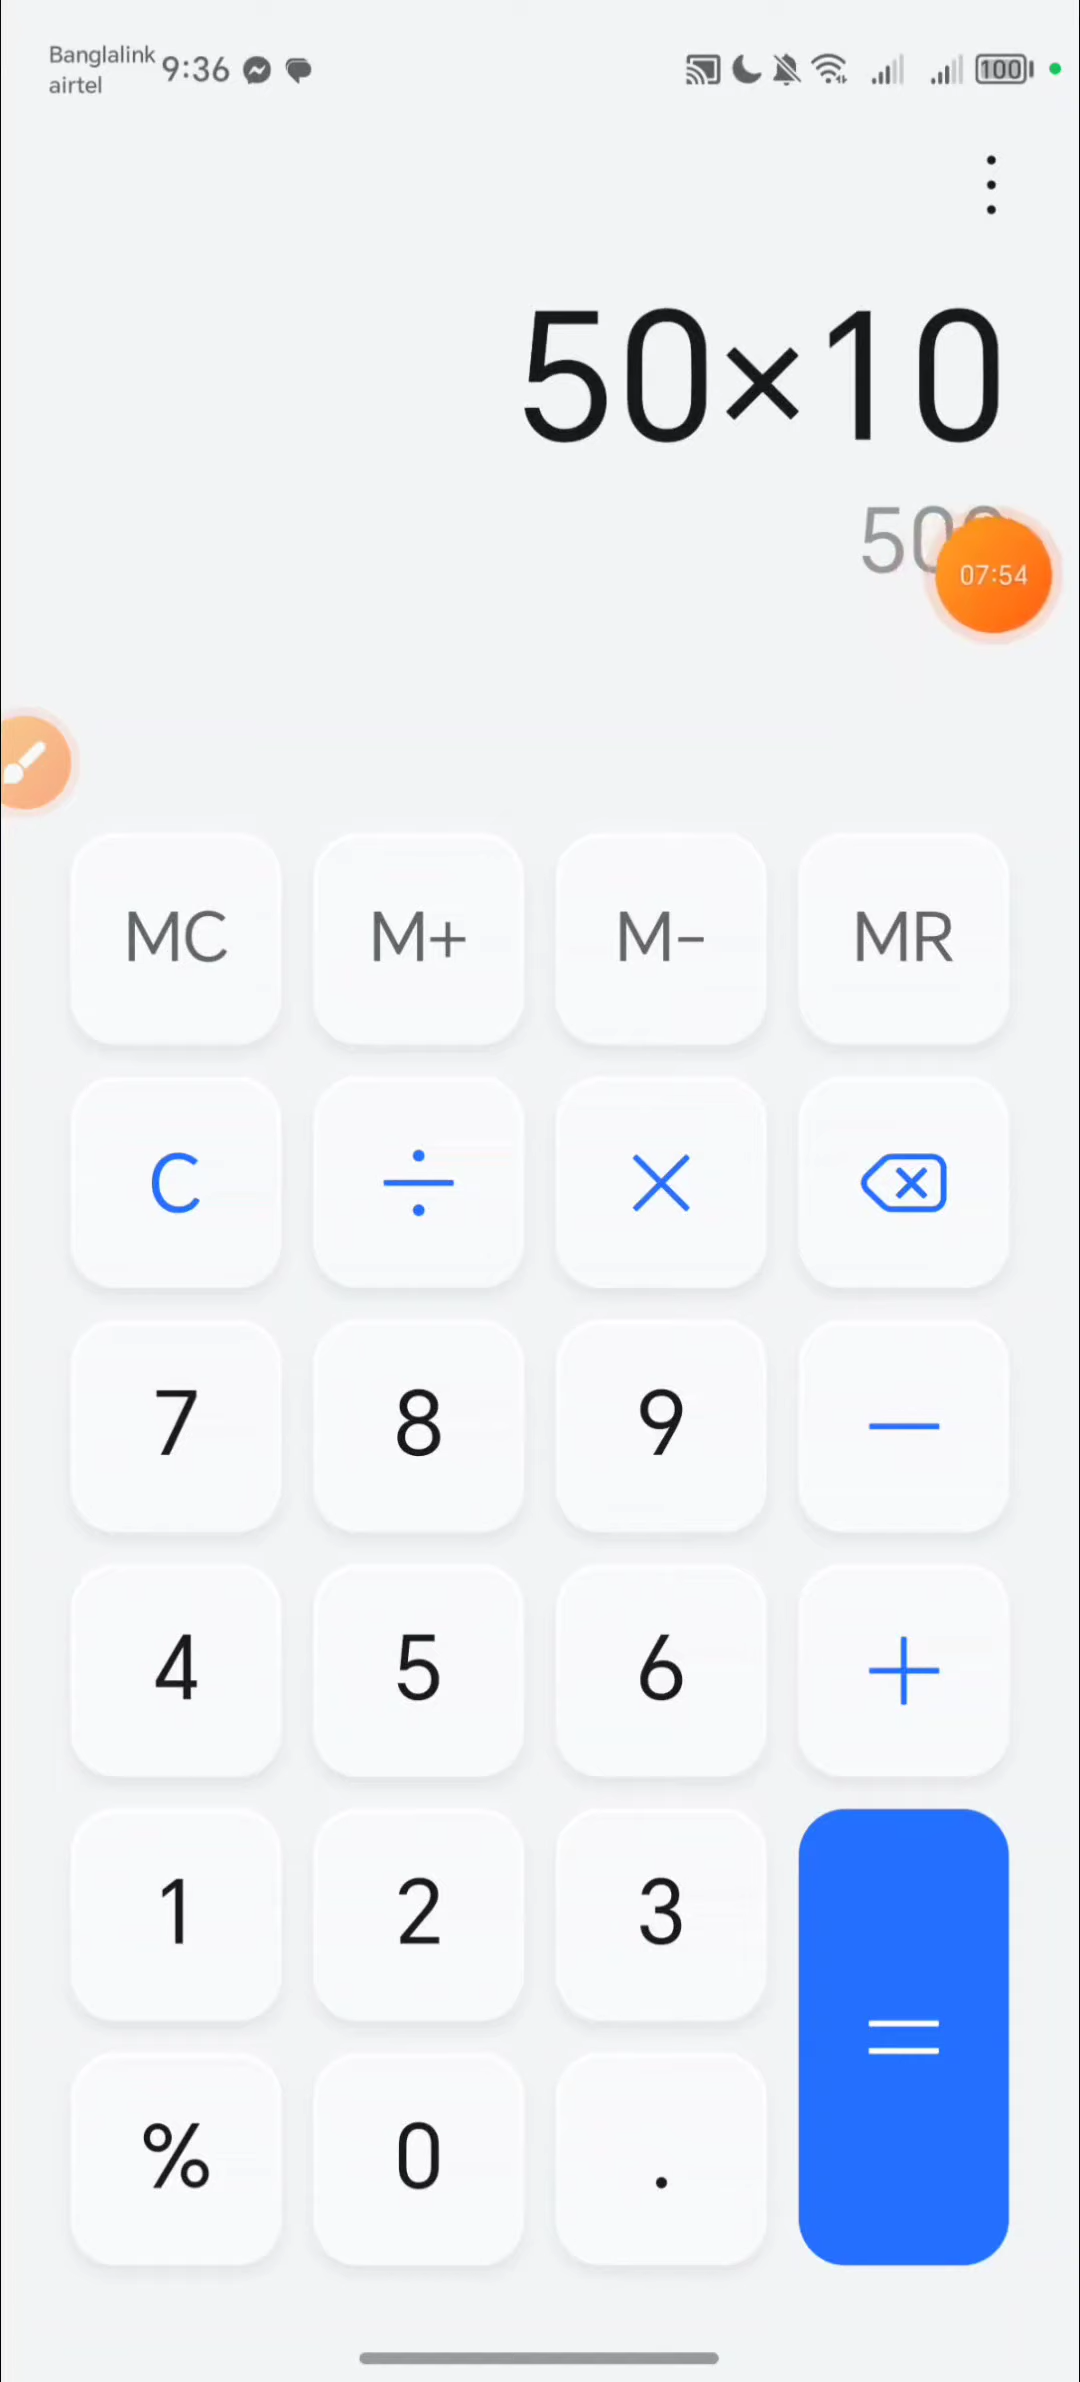 Banglalink
airtel
9:36
100
50×10
07:54
MC M+ M- MR
C ÷ ×
7 8 9 −
4 5 6 +
1 2 3
=
% 0 .